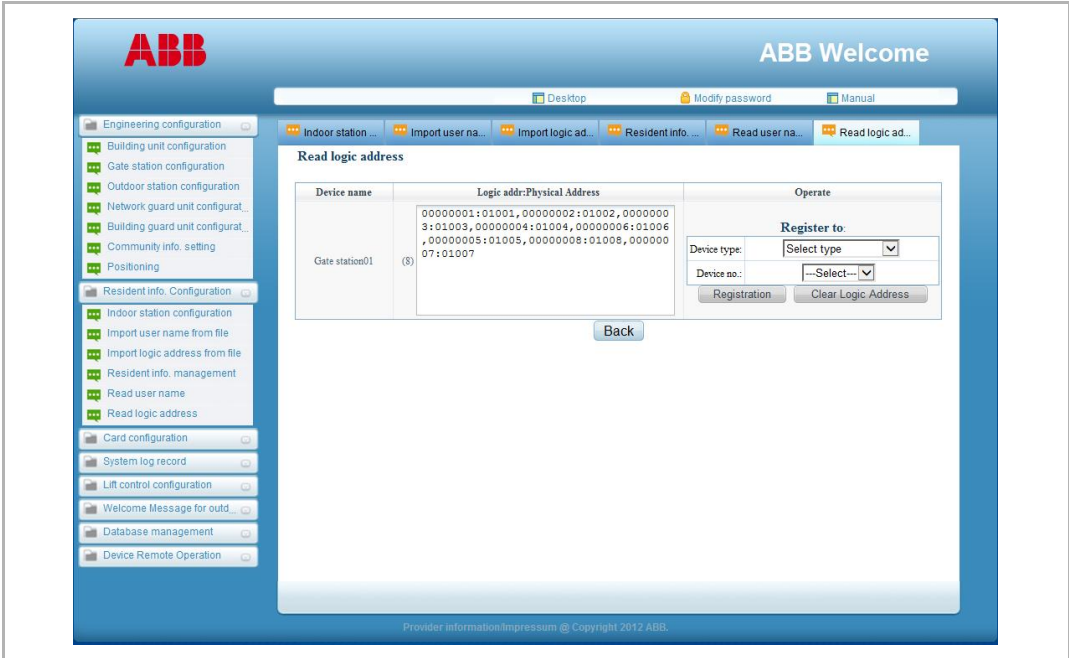 ABB
ABB Welcome
Desktop
Modify password
Manual
Engineering configuration
Building unit configuration
Gate station configuration
Outdoor station configuration
Network guard unit configurat...
Building guard unit configurat...
Community info. setting
Positioning
Resident info. Configuration
Indoor station configuration
Import user name from file
Import logic address from file
Resident info. management
Read user name
Read logic address
Card configuration
System log record
Lift control configuration
Welcome Message for outd...
Database management
Device Remote Operation
Indoor station ...
Import user na...
Import logic ad...
Resident info. ...
Read user na...
Read logic ad...
Read logic address
Device name
Logic addr:Physical Address
Operate
Gate station01
(8)
00000001:01001,00000002:01002,0000000
3:01003,00000004:01004,00000006:01006
,00000005:01005,00000008:01008,000000
07:01007
Register to:
Device type:
Select type
Device no.:
---Select---
Registration
Clear Logic Address
Back
Provider information/Impressum @ Copyright 2012 ABB.